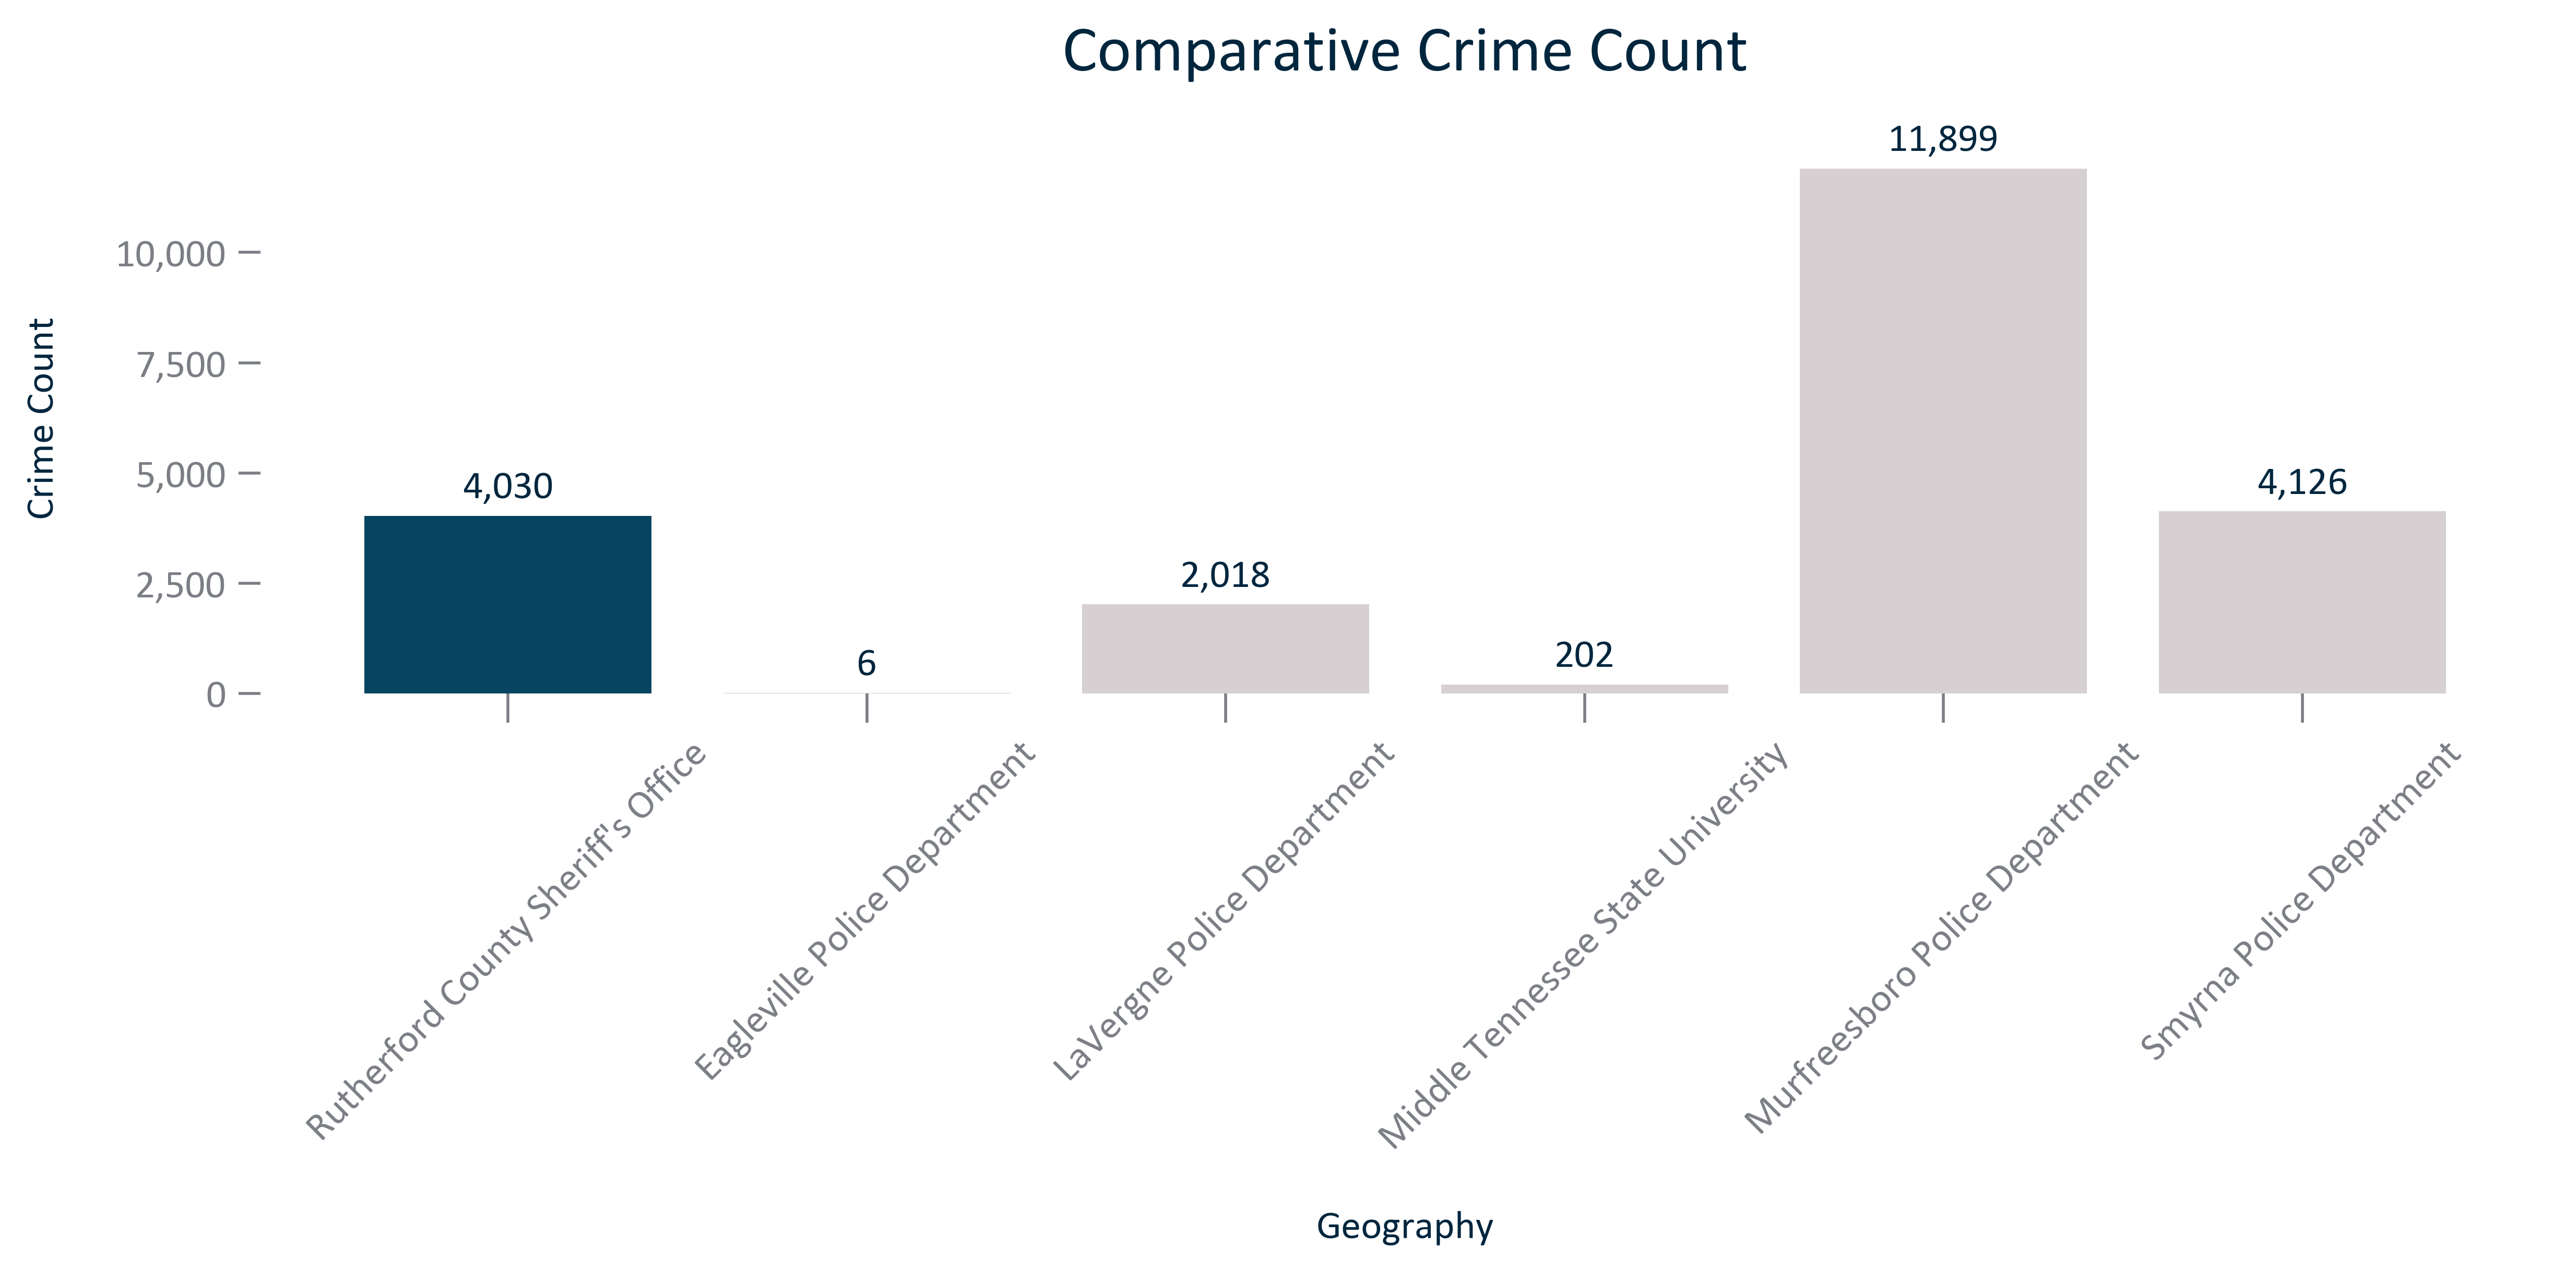 Comparative Crime Count
Crime Count
10,000
7,500
5,000
2,500
0
4,030
6
2,018
202
11,899
4,126
Rutherford County Sheriff's Office
Eagleville Police Department
LaVergne Police Department
Middle Tennessee State University
Murfreesboro Police Department
Smyrna Police Department
Geography